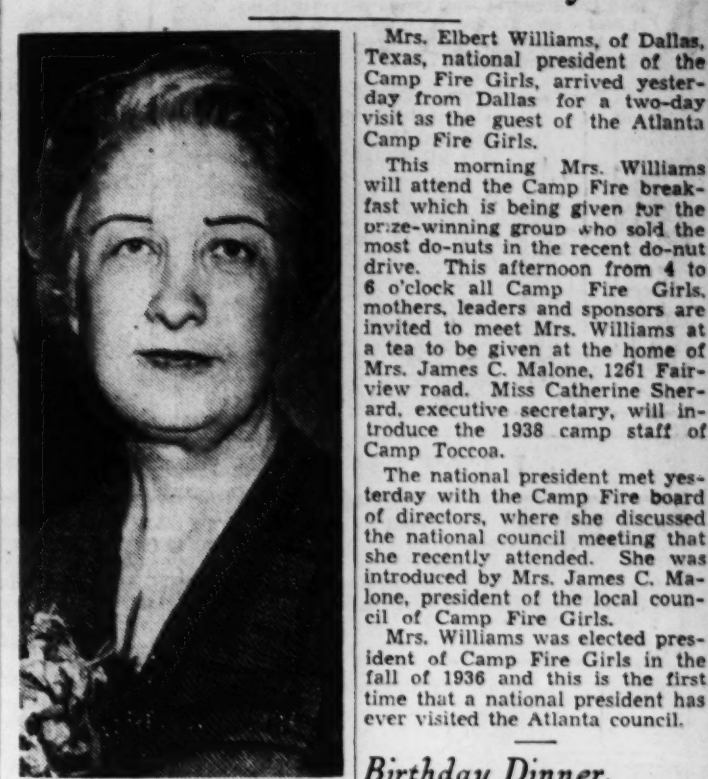 Mrs. Elbert Williams, of Dallas,
Texas, national president of the
Camp Fire Girls, arrived yester-
day from Dallas for a two-day
visit as the guest of the Atlanta
Camp Fire Girls.
This morning Mrs. Williams
will attend the Camp Fire break-
fast which is being given for the
prize-winning group who sold the
most do-nuts in the recent do-nut
drive. This afternoon from 4 to
6 o'clock all Camp Fire Girls,
mothers, leaders and sponsors are
invited to meet Mrs. Williams at
a tea to be given at the home of
Mrs. James C. Malone, 1261 Fair-
view road. Miss Catherine Sher-
ard, executive secretary, will in-
troduce the 1938 camp staff of
Camp Toccoa.
The national president met yes-
terday with the Camp Fire board
of directors, where she discussed
the national council meeting that
she recently attended. She was
introduced by Mrs. James C. Ma-
lone, president of the local coun-
cil of Camp Fire Girls.
Mrs. Williams was elected pres-
ident of Camp Fire Girls in the
fall of 1936 and this is the first
time that a national president has
ever visited the Atlanta council.
Birthday Dinner.